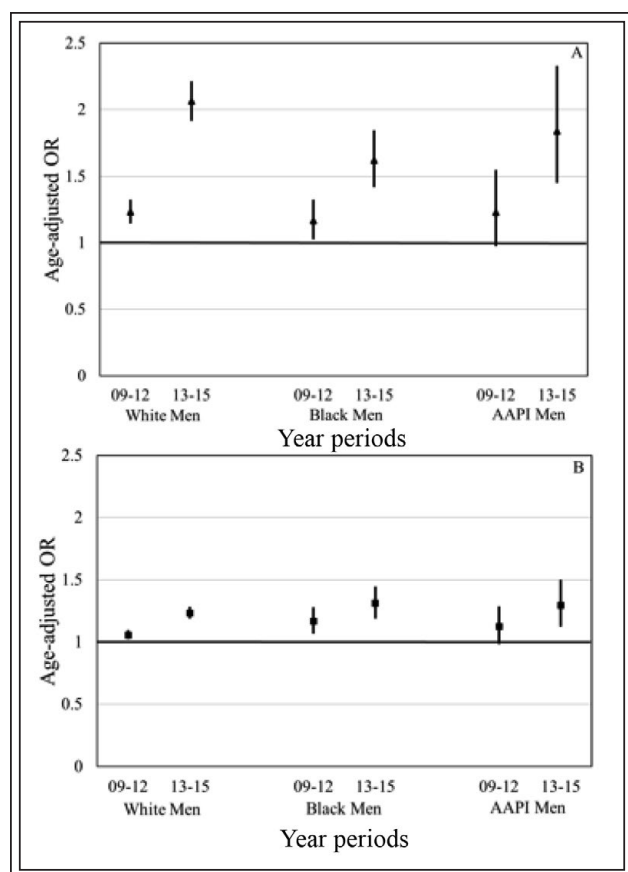 A
2.5
2
1.5
1
0.5
0
Age-adjusted OR
09-12 13-15 09-12 13-15 09-12 13-15
White Men Black Men AAPI Men
Year periods
B
2.5
2
1.5
1
0.5
0
Age-adjusted OR
09-12 13-15 09-12 13-15 09-12 13-15
White Men Black Men AAPI Men
Year periods